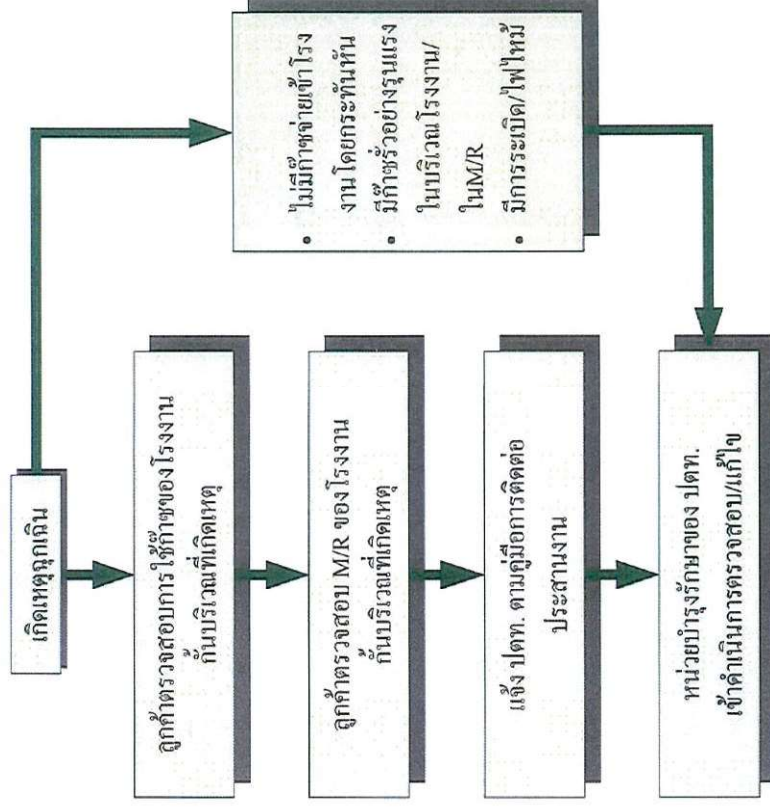 เกิดเหตุฉุกเฉิน
ลูกค้าตรวจสอบการใช้ก๊าซของโรงงาน
กั้นบริเวณที่เกิดเหตุ
ลูกค้าตรวจสอบ M/R ของโรงงาน
กั้นบริเวณที่เกิดเหตุ
แจ้ง ปตท. ตามคู่มือการติดต่อ
ประสานงาน
หน่วยบำรุงรักษาของ ปตท.
เข้าดำเนินการตรวจสอบ/แก้ไข
• ไม่มีก๊าซจ่ายเข้าโรง
งานโดยกระทันหัน
• มีก๊าซรั่วอย่างรุนแรง
ในบริเวณโรงงาน/
ในM/R
• มีการระเบิด/ไฟไหม้